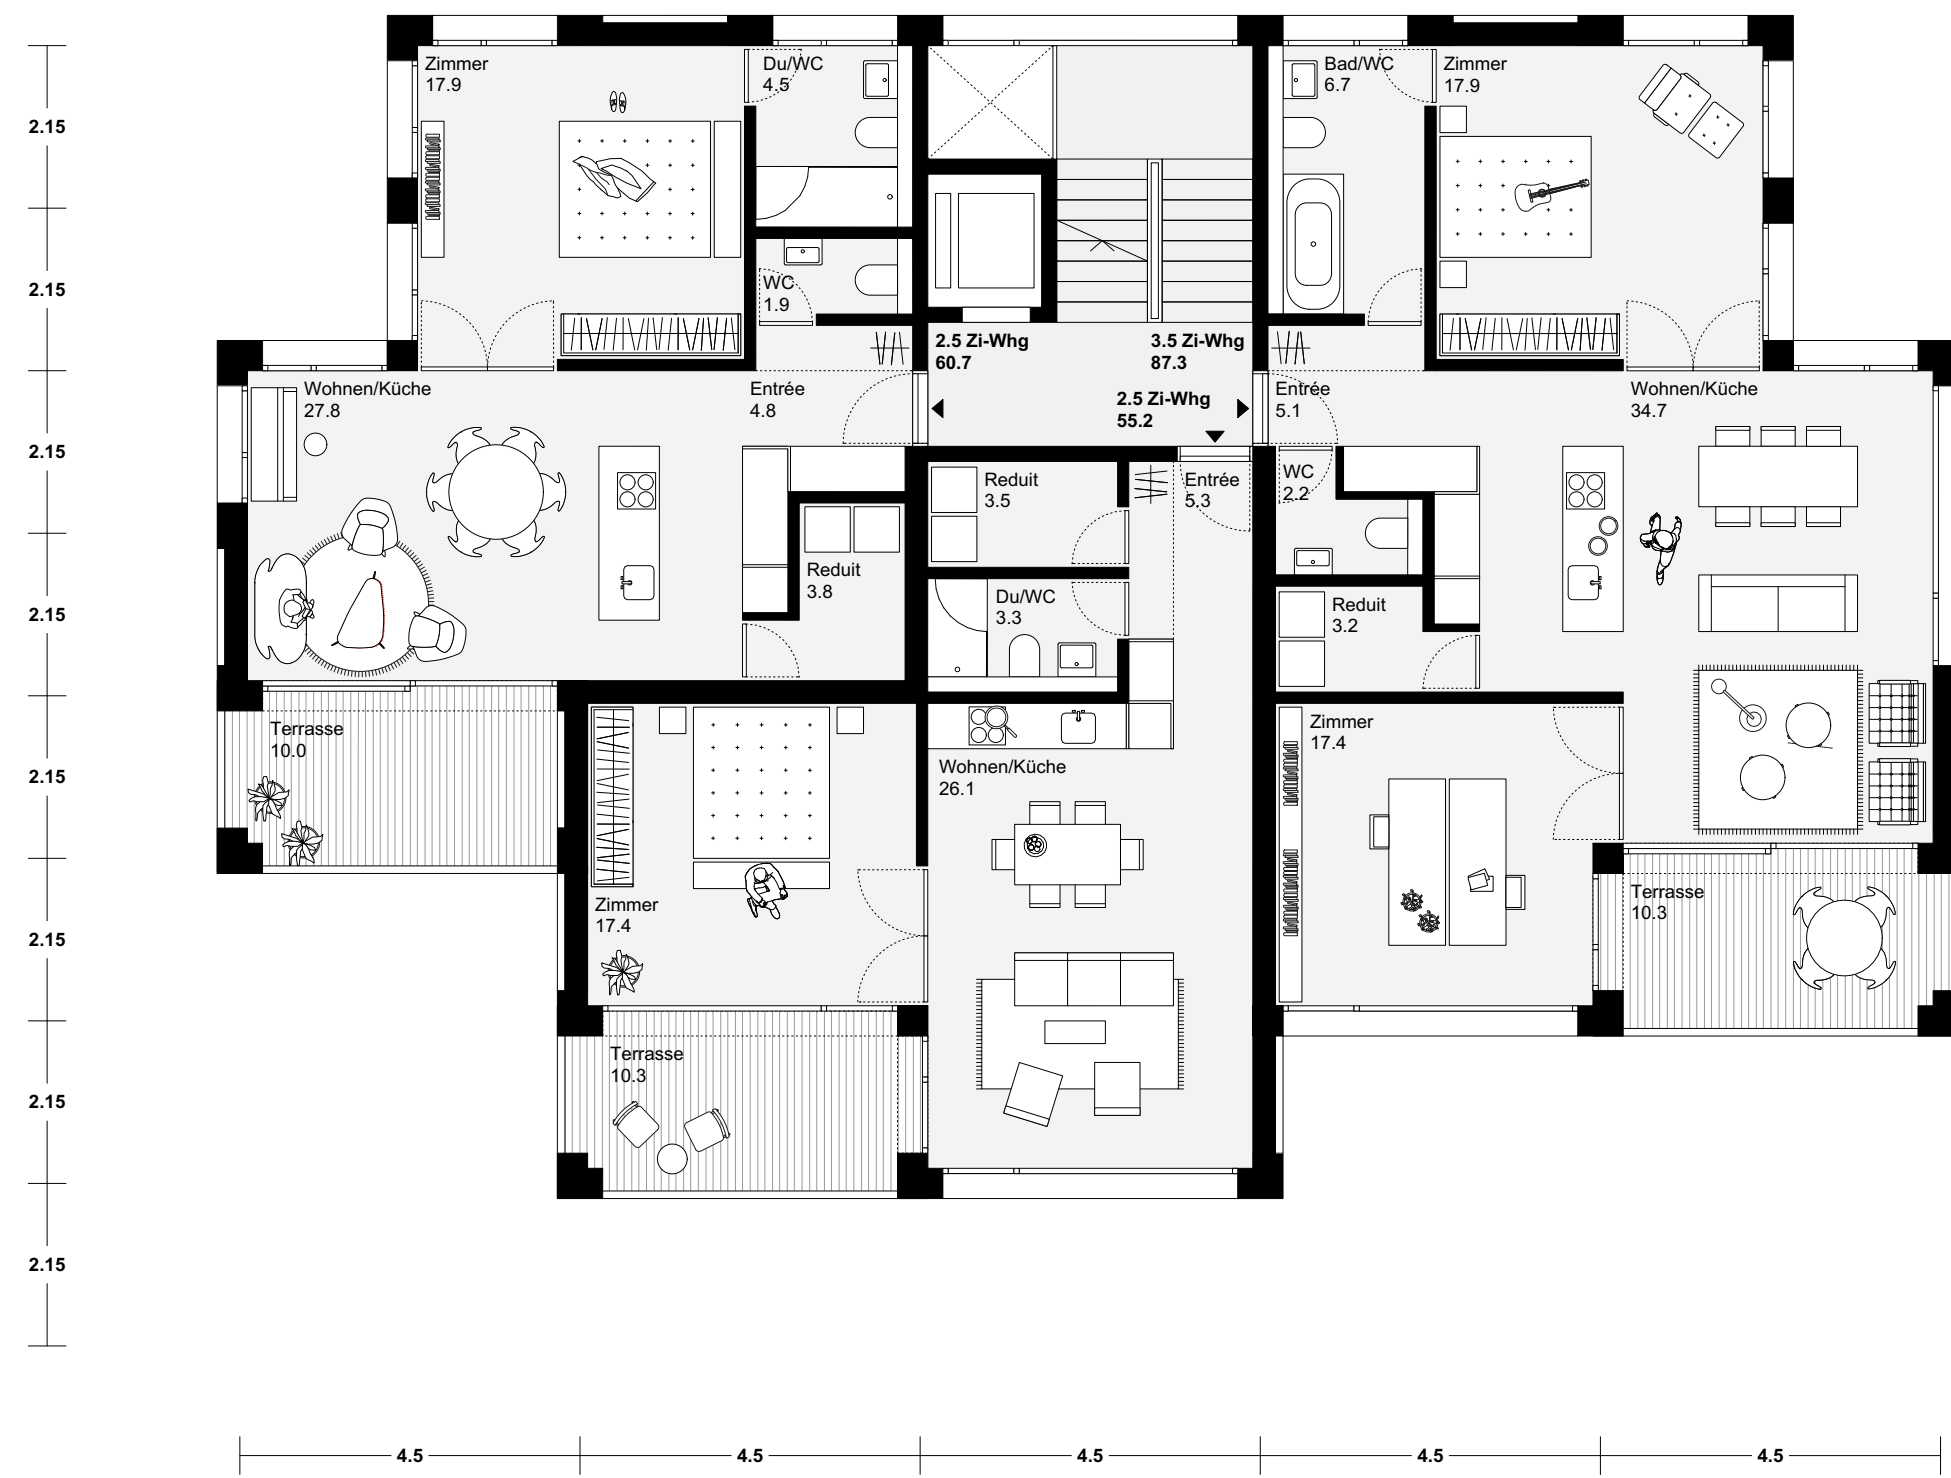 Zimmer
17.9
Du/WC
4.5
Bad/WC
6.7
Zimmer
17.9
2.15
WC
1.9
2.15
2.5 Zi-Whg
60.7
3.5 Zi-Whg
87.3
Wohnen/Küche
27.8
Entrée
4.8
2.5 Zi-Whg
55.2
Entrée
5.1
Wohnen/Küche
34.7
2.15
Reduit
3.5
Entrée
5.3
WC
2.2
Reduit
3.8
Du/WC
3.3
Reduit
3.2
2.15
Terrasse
10.0
Zimmer
17.4
Wohnen/Küche
26.1
2.15
Zimmer
17.4
Terrasse
10.3
2.15
Terrasse
10.3
2.15
2.15
4.5
4.5
4.5
4.5
4.5